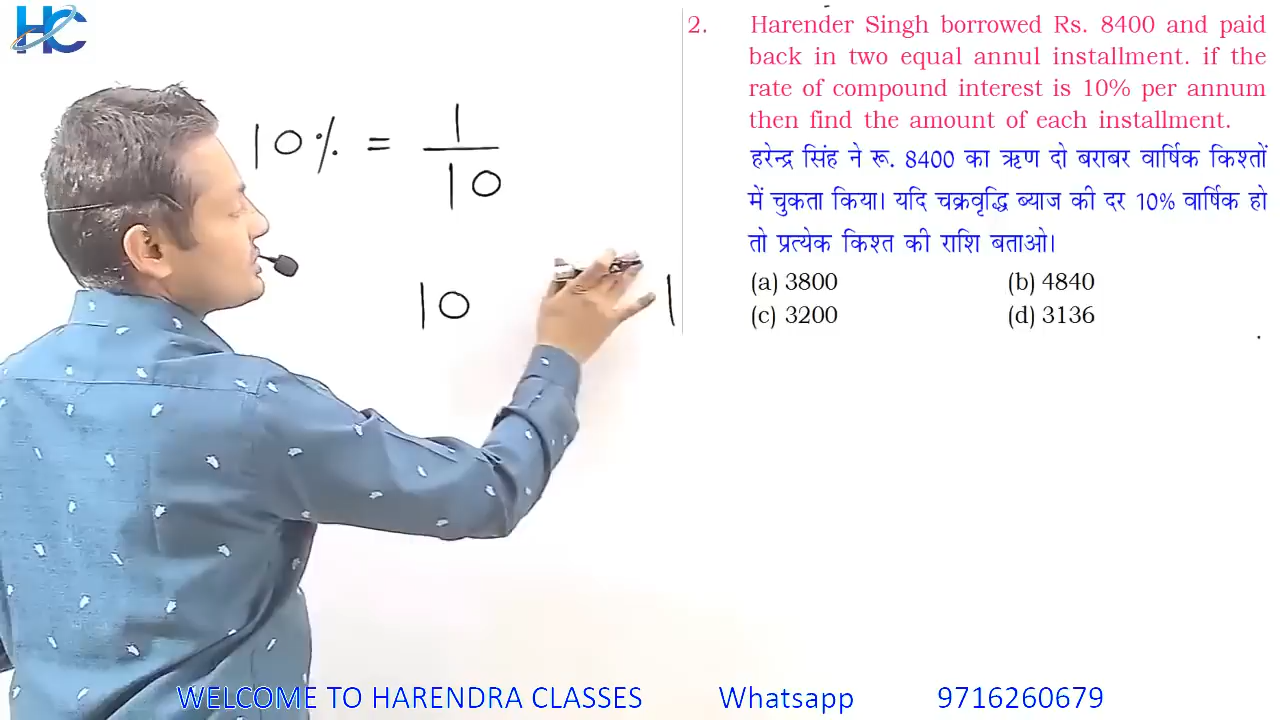 HC
10% = 1/10
10 1
2. Harender Singh borrowed Rs. 8400 and paid
back in two equal annul installment. if the
rate of compound interest is 10% per annum
then find the amount of each installment.
हरेन्द्र सिंह ने रू. 8400 का ऋण दो बराबर वार्षिक किश्तों
में चुकता किया। यदि चक्रवृद्धि ब्याज की दर 10% वार्षिक हो
तो प्रत्येक किश्त की राशि बताओ।
(a) 3800 (b) 4840
(c) 3200 (d) 3136
WELCOME TO HARENDRA CLASSES Whatsapp 9716260679